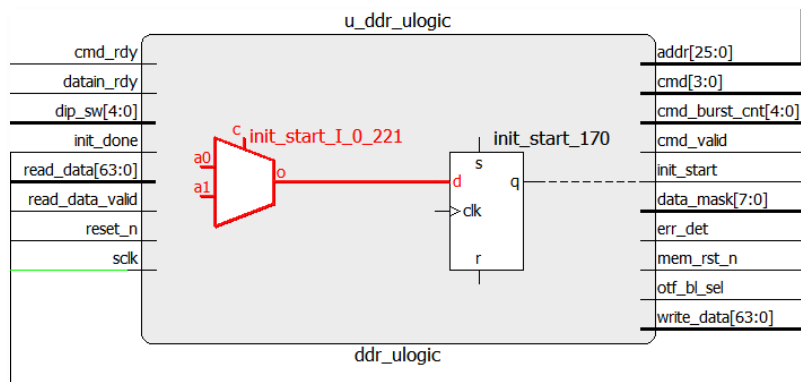 u_ddr_ulogic
cmd_rdy
datain_rdy
dip_sw[4:0]
init_done
read_data[63:0]
read_data_valid
reset_n
sclk
c
init_start_I_0_221
a0
a1
o
init_start_170
s
d
q
clk
r
addr[25:0]
cmd[3:0]
cmd_burst_cnt[4:0]
cmd_valid
init_start
data_mask[7:0]
err_det
mem_rst_n
otf_bl_sel
write_data[63:0]
ddr_ulogic